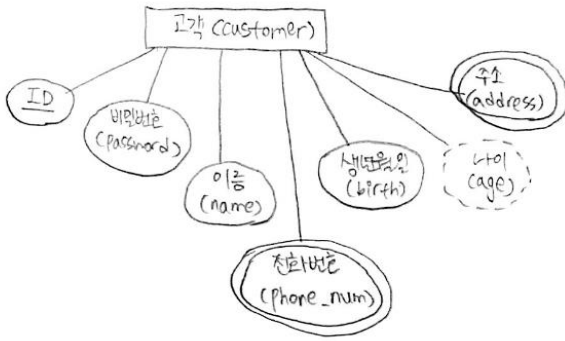 고객 (customer)
ID
비밀번호
(password)
이름
(name)
전화번호
(phone_num)
생년월일
(birth)
나이
(age)
주소
(address)